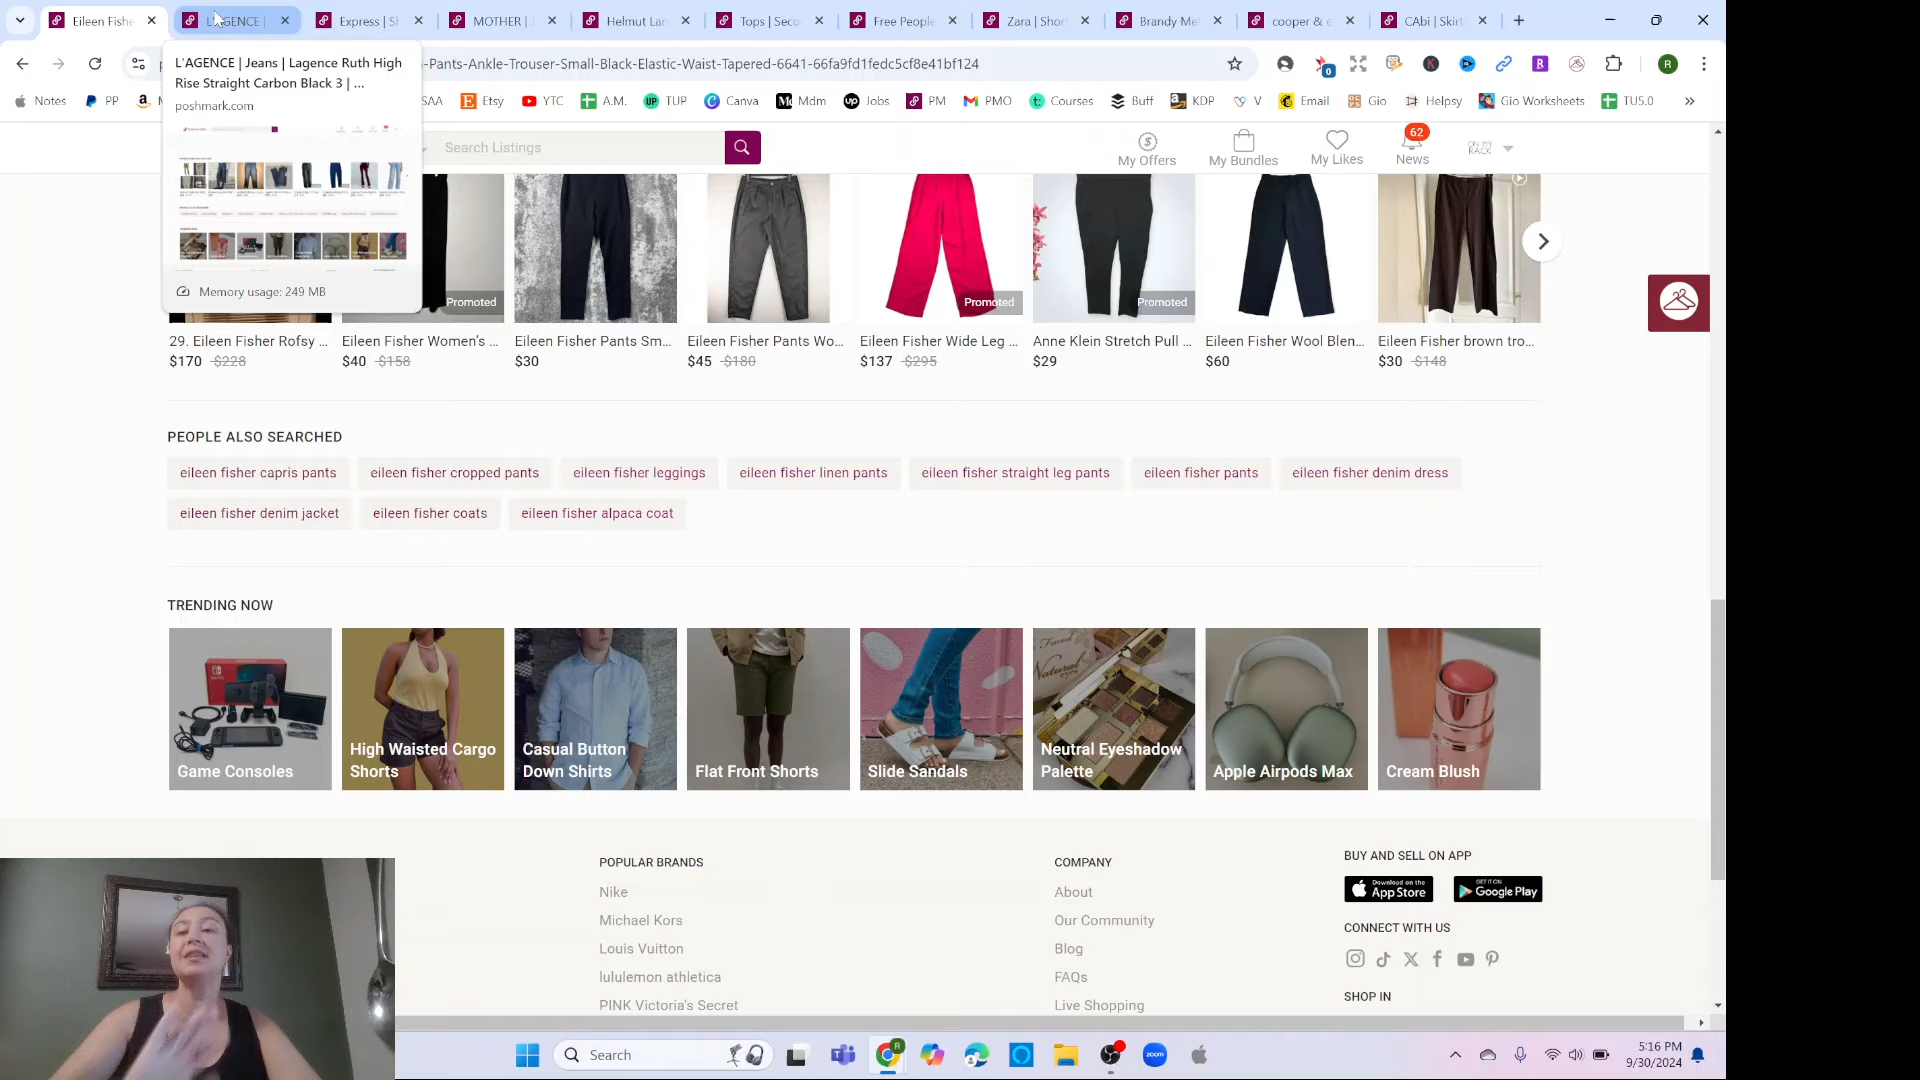 Eileen Fishe
L'AGENCE |
Express | S
MOTHER | J
Helmut Lan
Tops | Seco
Free People
Zara | Shor
Brandy Me
cooper & e
CAbi | Skirt
L'AGENCE | Jeans | Lagence Ruth High
Rise Straight Carbon Black 3 | ...
poshmark.com
Memory usage: 249 MB
-Pants-Ankle-Trouser-Small-Black-Elastic-Waist-Tapered-6641-66fa9fd1fedc5cf8e41bf124
0
R
Notes PP SAA Etsy YTC A.M. TUP Canva Mdm Jobs PM PMO Courses Buff KDP V Email Gio Helpsy Gio Worksheets TU5.0 »
Search Listings
My Offers
My Bundles
My Likes
62
News
ON MY
RACK
Promoted
Promoted
Promoted
29. Eileen Fisher Rofsy ...
$170 $228
Eileen Fisher Women's ...
$40 $158
Eileen Fisher Pants Sm...
$30
Eileen Fisher Pants Wo...
$45 $180
Eileen Fisher Wide Leg ...
$137 $295
Anne Klein Stretch Pull ...
$29
Eileen Fisher Wool Blen...
$60
Eileen Fisher brown tro...
$30 $148
PEOPLE ALSO SEARCHED
eileen fisher capris pants
eileen fisher cropped pants
eileen fisher leggings
eileen fisher linen pants
eileen fisher straight leg pants
eileen fisher pants
eileen fisher denim dress
eileen fisher denim jacket
eileen fisher coats
eileen fisher alpaca coat
TRENDING NOW
Game Consoles
High Waisted Cargo
Shorts
Casual Button
Down Shirts
Flat Front Shorts
Slide Sandals
Neutral Eyeshadow
Palette
Apple Airpods Max
Cream Blush
POPULAR BRANDS
Nike
Michael Kors
Louis Vuitton
lululemon athletica
PINK Victoria's Secret
COMPANY
About
Our Community
Blog
FAQs
Live Shopping
BUY AND SELL ON APP
Download on the
App Store
GET IT ON
Google Play
CONNECT WITH US
SHOP IN
Search
zoom
5:16 PM
9/30/2024